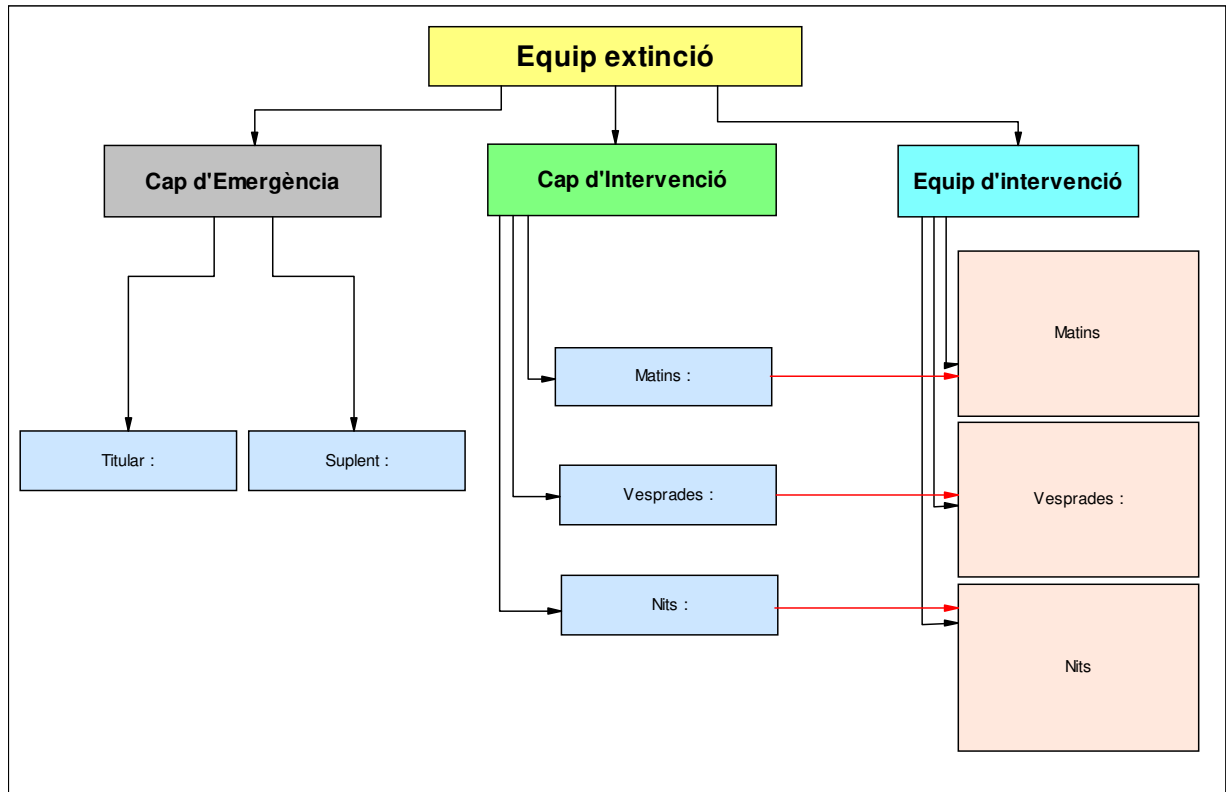 Equip extinció
Cap d'Emergència
Cap d'Intervenció
Equip d'intervenció
Titular :
Suplent :
Matins :
Vesprades :
Nits :
Matins
Vesprades :
Nits